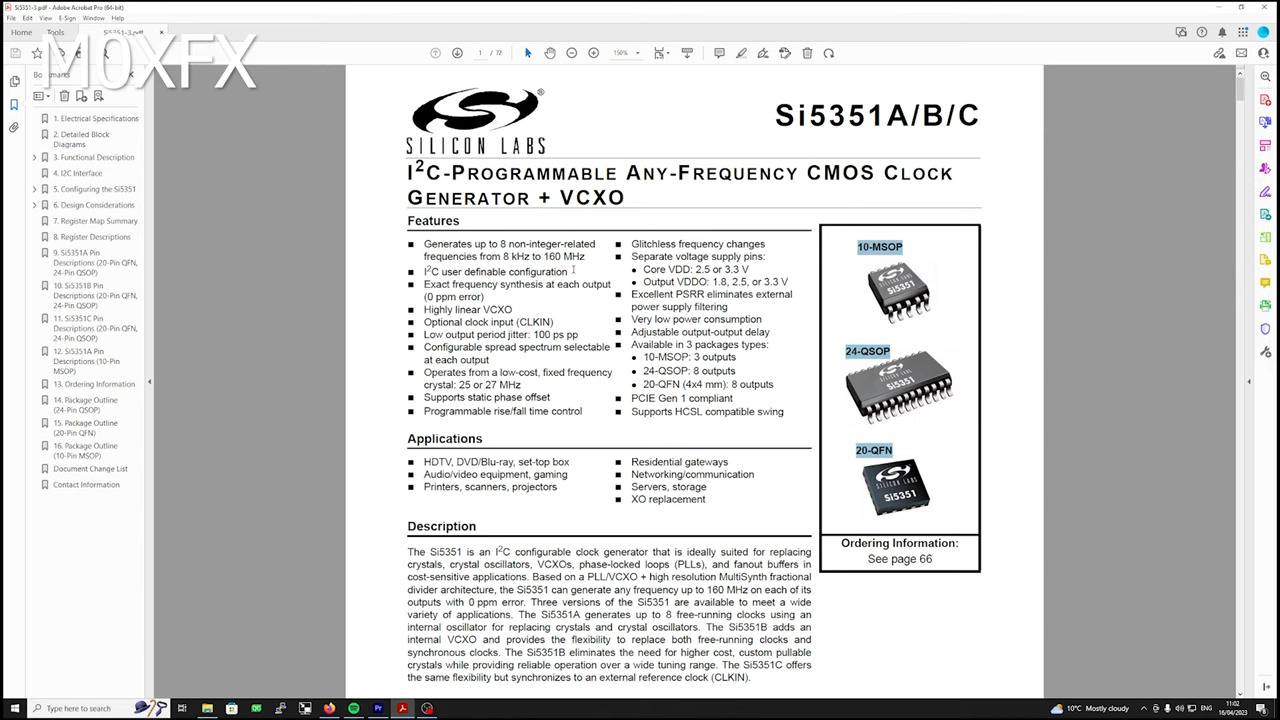 Si5351-3.pdf - Adobe Acrobat Pro (64-bit)
File Edit View E-Sign Window Help
Home Tools Si5351-3.pdf ×
M0XFX
1 / 72 150%
Bookmarks
1. Electrical Specifications
2. Detailed Block
Diagrams
3. Functional Description
4. I2C Interface
5. Configuring the Si5351
6. Design Considerations
7. Register Map Summary
8. Register Descriptions
9. Si5351A Pin
Descriptions (20-Pin QFN,
24-Pin QSOP)
10. Si5351B Pin
Descriptions (20-Pin QFN,
24-Pin QSOP)
11. Si5351C Pin
Descriptions (20-Pin QFN,
24-Pin QSOP)
12. Si5351A Pin
Descriptions (10-Pin
MSOP)
13. Ordering Information
14. Package Outline
(24-Pin QSOP)
15. Package Outline
(20-Pin QFN)
16. Package Outline
(10-Pin MSOP)
Document Change List
Contact Information
®
SILICON LABS
Si5351A/B/C
I2C-PROGRAMMABLE ANY-FREQUENCY CMOS CLOCK
GENERATOR + VCXO
Features
■ Generates up to 8 non-integer-related
frequencies from 8 kHz to 160 MHz
■ I2C user definable configuration
■ Exact frequency synthesis at each output
(0 ppm error)
■ Highly linear VCXO
■ Optional clock input (CLKIN)
■ Low output period jitter: 100 ps pp
■ Configurable spread spectrum selectable
at each output
■ Operates from a low-cost, fixed frequency
crystal: 25 or 27 MHz
■ Supports static phase offset
■ Programmable rise/fall time control
■ Glitchless frequency changes
■ Separate voltage supply pins:
• Core VDD: 2.5 or 3.3 V
• Output VDDO: 1.8, 2.5, or 3.3 V
■ Excellent PSRR eliminates external
power supply filtering
■ Very low power consumption
■ Adjustable output-output delay
■ Available in 3 packages types:
• 10-MSOP: 3 outputs
• 24-QSOP: 8 outputs
• 20-QFN (4x4 mm): 8 outputs
■ PCIE Gen 1 compliant
■ Supports HCSL compatible swing
10-MSOP
Si5351
24-QSOP
SILICON LABS
Si5351
20-QFN
SILICON LABS
Si5351
Ordering Information:
See page 66
Applications
■ HDTV, DVD/Blu-ray, set-top box
■ Audio/video equipment, gaming
■ Printers, scanners, projectors
■ Residential gateways
■ Networking/communication
■ Servers, storage
■ XO replacement
Description
The Si5351 is an I2C configurable clock generator that is ideally suited for replacing
crystals, crystal oscillators, VCXOs, phase-locked loops (PLLs), and fanout buffers in
cost-sensitive applications. Based on a PLL/VCXO + high resolution MultiSynth fractional
divider architecture, the Si5351 can generate any frequency up to 160 MHz on each of its
outputs with 0 ppm error. Three versions of the Si5351 are available to meet a wide
variety of applications. The Si5351A generates up to 8 free-running clocks using an
internal oscillator for replacing crystals and crystal oscillators. The Si5351B adds an
internal VCXO and provides the flexibility to replace both free-running clocks and
synchronous clocks. The Si5351B eliminates the need for higher cost, custom pullable
crystals while providing reliable operation over a wide tuning range. The Si5351C offers
the same flexibility but synchronizes to an external reference clock (CLKIN).
Type here to search
10°C Mostly cloudy
ENG
11:02
16/04/2023